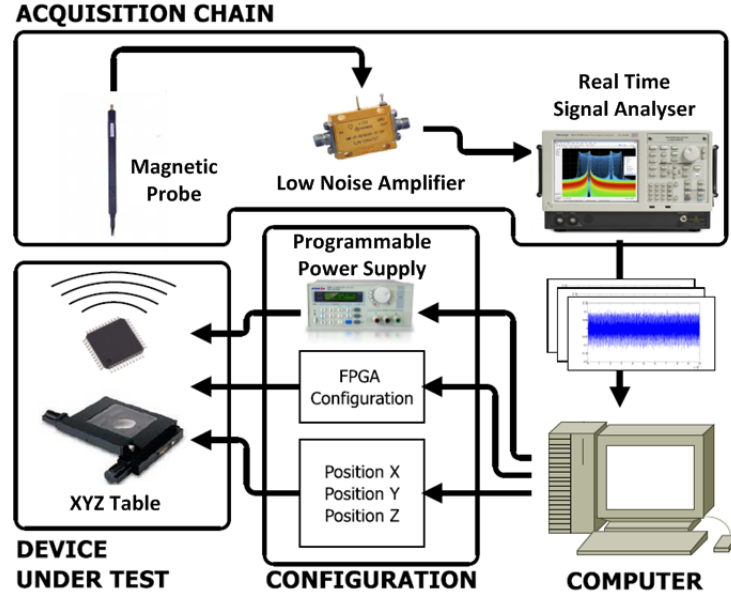 ACQUISITION CHAIN
Real Time
Signal Analyser
Magnetic
Probe
Low Noise Amplifier
Programmable
Power Supply
FPGA
Configuration
Position X
Position Y
Position Z
XYZ Table
DEVICE
UNDER TEST
CONFIGURATION
COMPUTER